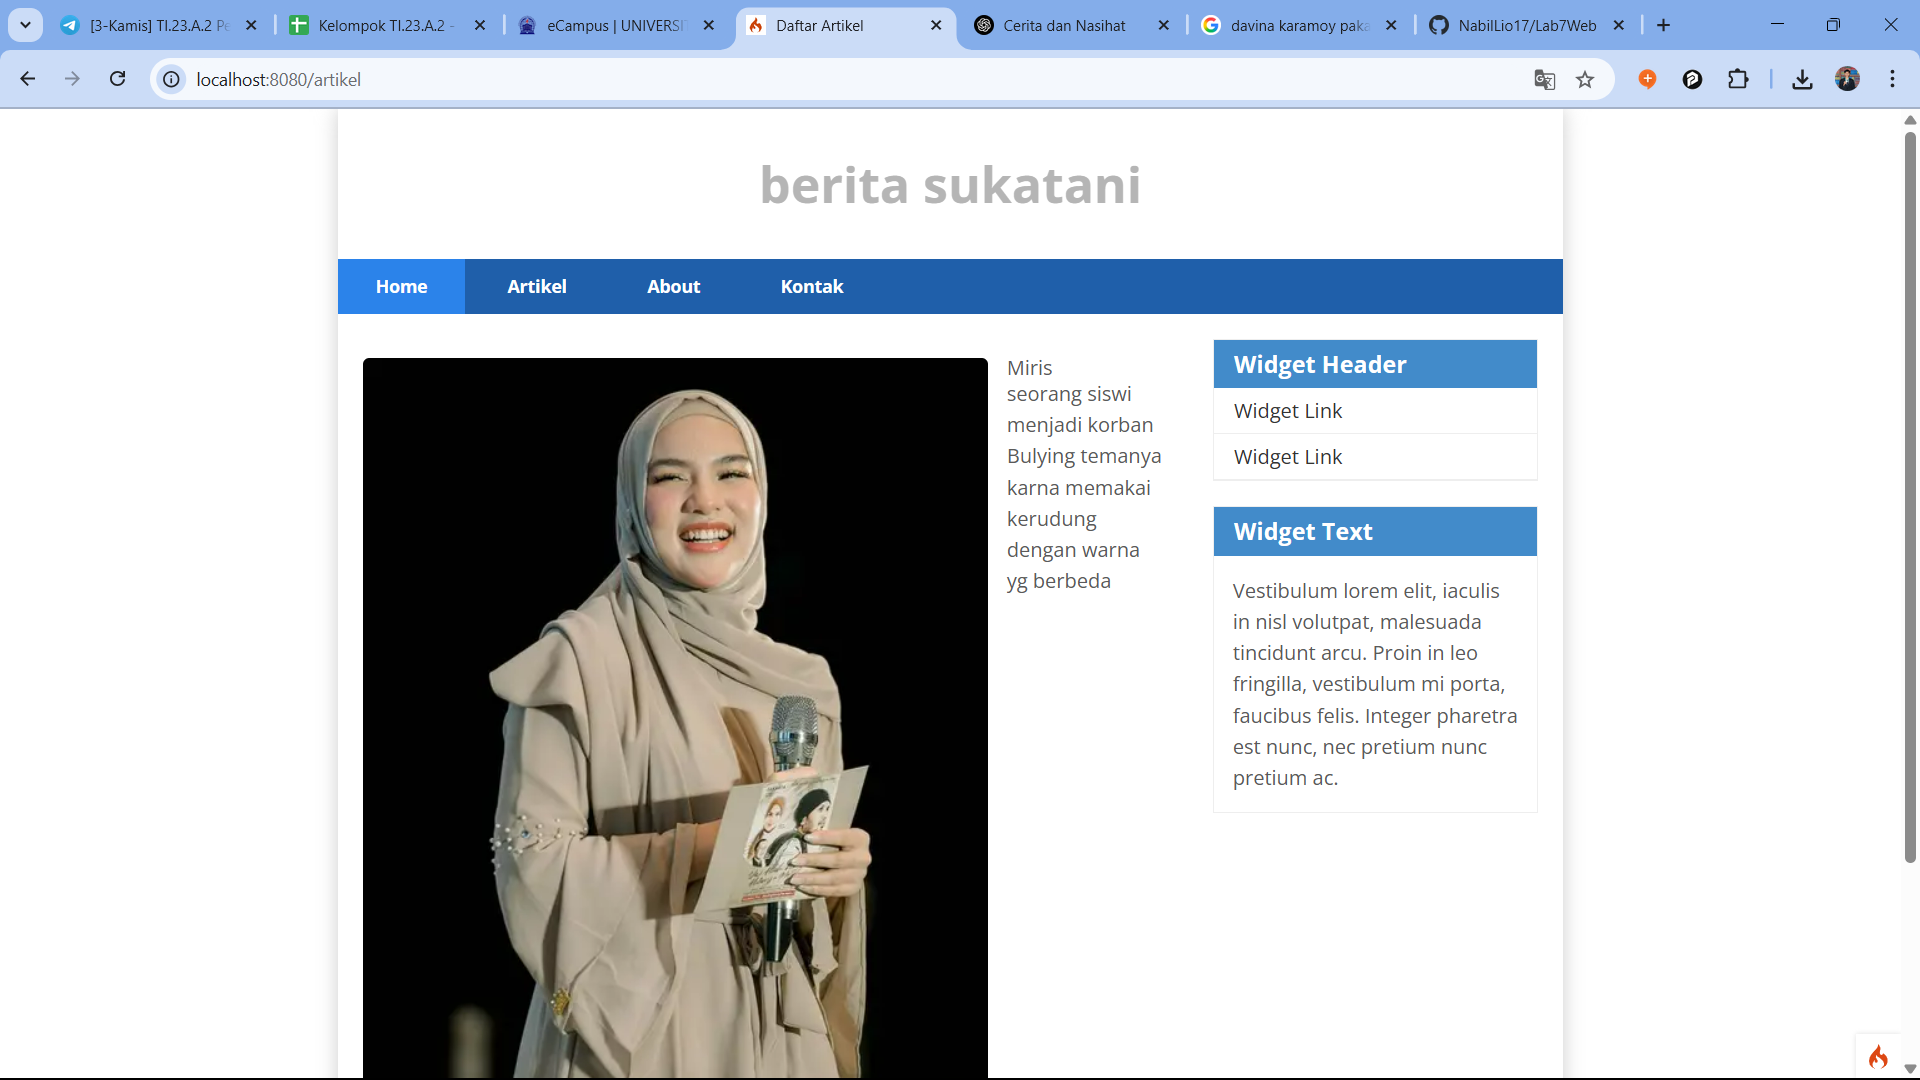 [3-Kamis] TI.23.A.2 Pe
Kelompok TI.23.A.2 -
eCampus | UNIVERSI
Daftar Artikel
Cerita dan Nasihat
davina karamoy paka
NabilLio17/Lab7Web
localhost:8080/artikel
berita sukatani
Home
Artikel
About
Kontak
Miris
seorang siswi
menjadi korban
Bulying temanya
karna memakai
kerudung
dengan warna
yg berbeda
Widget Header
Widget Link
Widget Link
Widget Text
Vestibulum lorem elit, iaculis
in nisl volutpat, malesuada
tincidunt arcu. Proin in leo
fringilla, vestibulum mi porta,
faucibus felis. Integer pharetra
est nunc, nec pretium nunc
pretium ac.